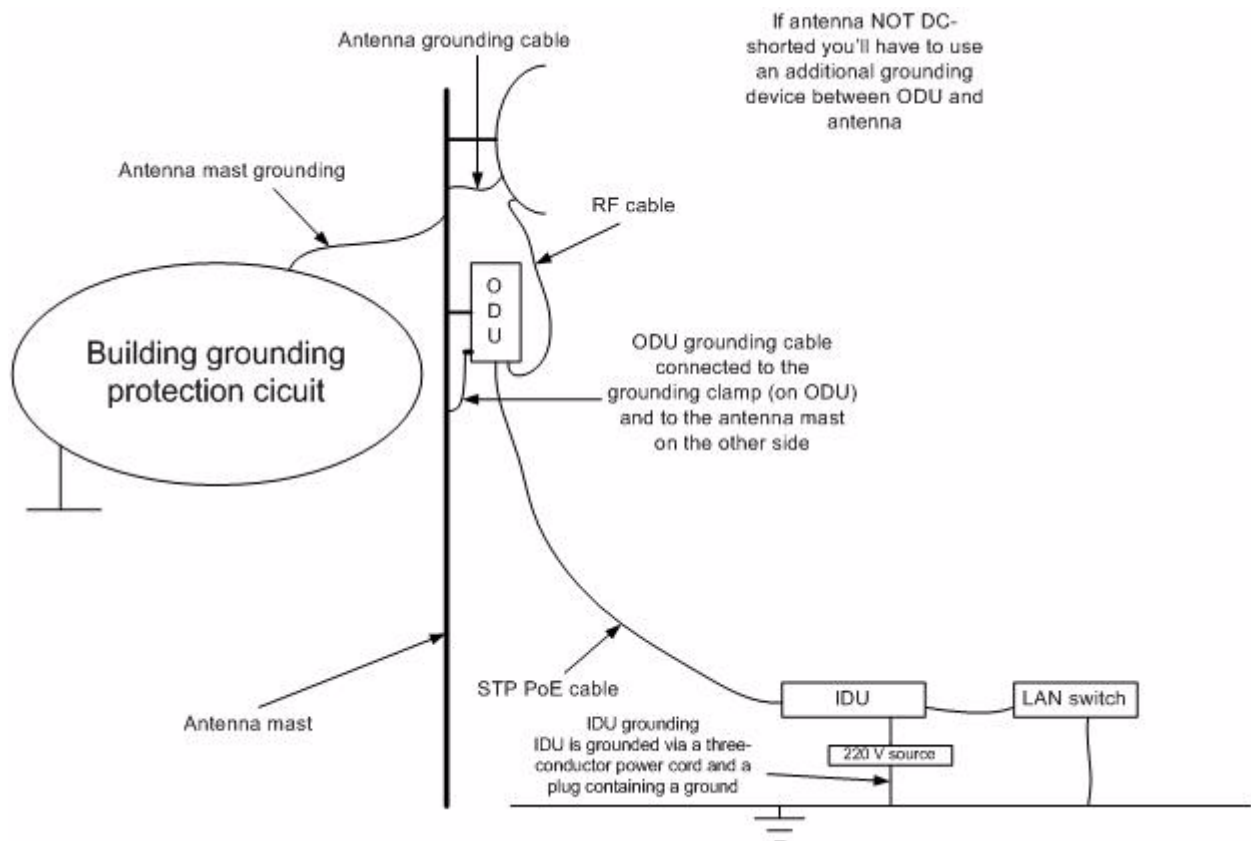 If antenna NOT DC-
shorted you'll have to use
an additional grounding
device between ODU and
antenna
Antenna grounding cable
Antenna mast grounding
RF cable
O
D
U
Building grounding
protection cicuit
ODU grounding cable
connected to the
grounding clamp (on ODU)
and to the antenna mast
on the other side
STP PoE cable
Antenna mast
IDU
LAN switch
IDU grounding
IDU is grounded via a three-
conductor power cord and a
plug containing a ground
220 V source